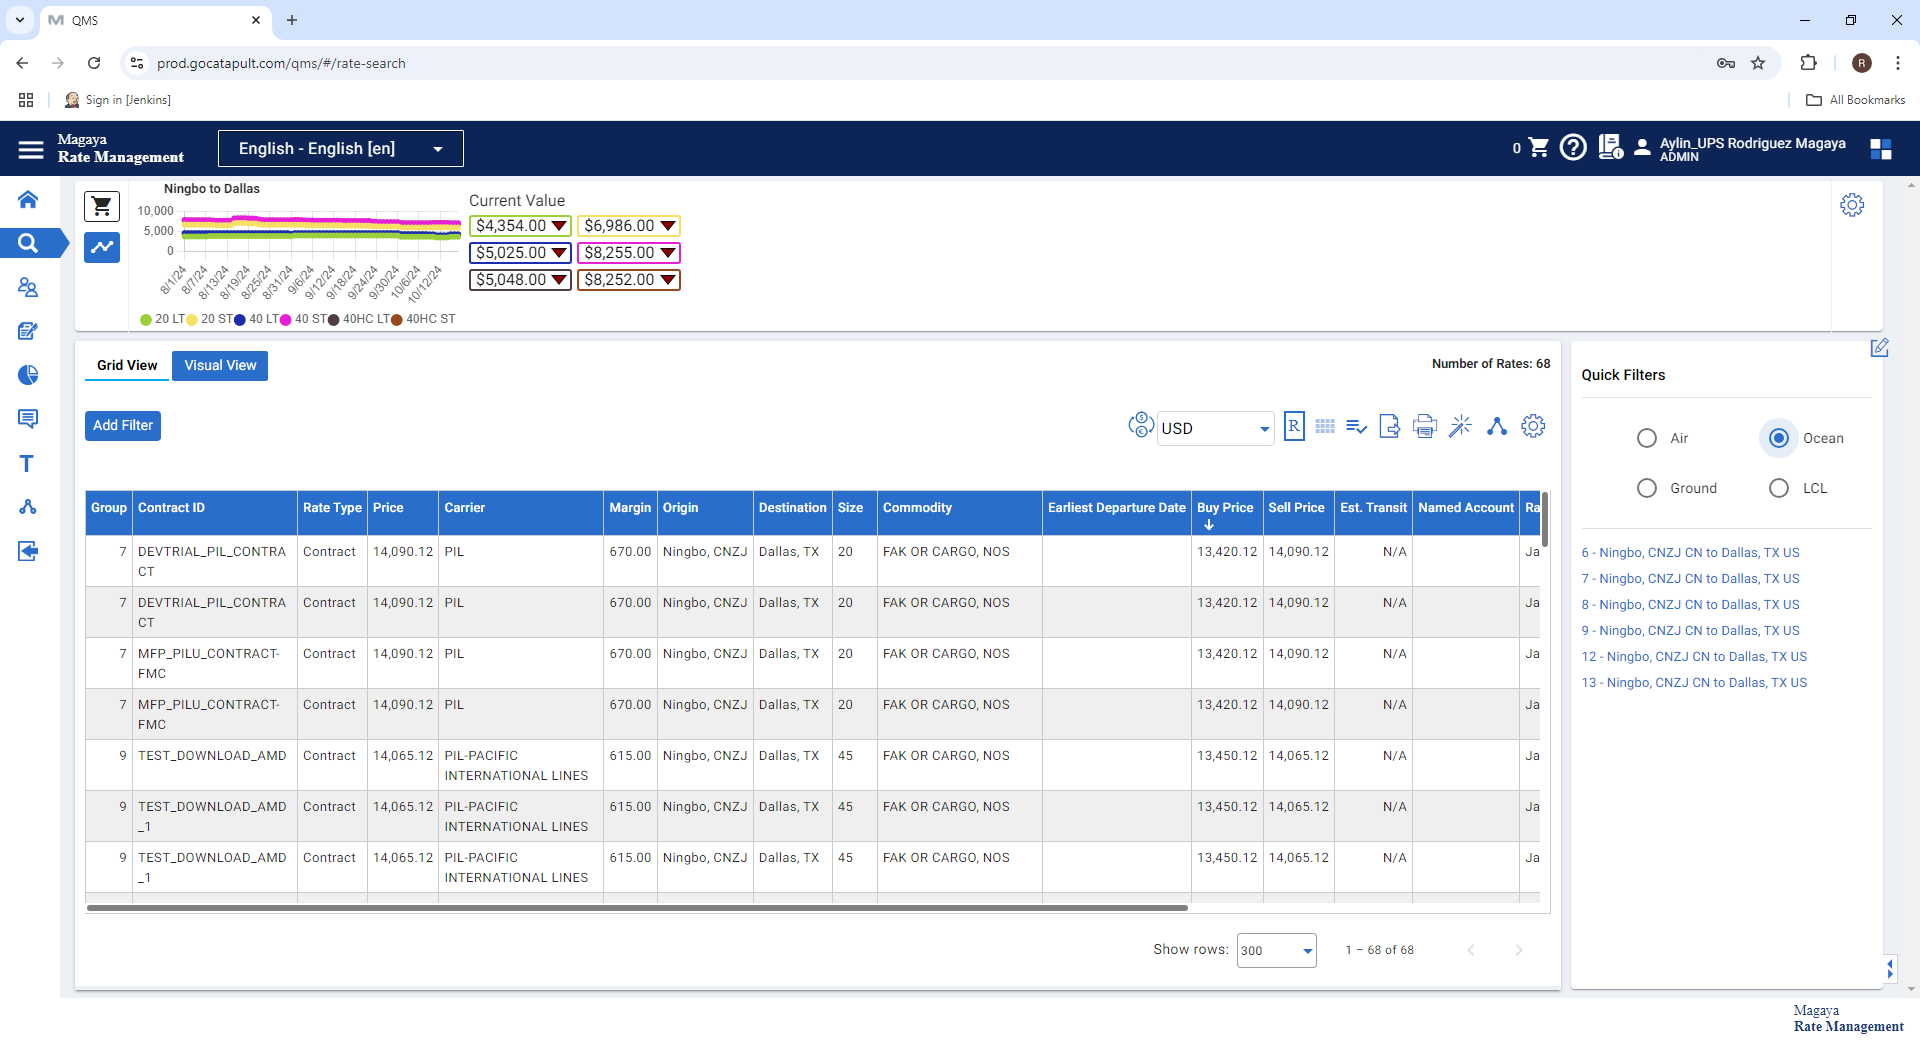 QMS
prod.gocatapult.com/qms/#/rate-search
R
Sign in [Jenkins]
All Bookmarks
Magaya
Rate Management
English - English [en]
0
Aylin_UPS Rodriguez Magaya
ADMIN
Ningbo to Dallas
10,000
5,000
0
8/1/24
8/7/24
8/13/24
8/19/24
8/25/24
8/31/24
9/6/24
9/12/24
9/18/24
9/24/24
9/30/24
10/6/24
10/12/24
20 LT 20 ST 40 LT 40 ST 40HC LT 40HC ST
Current Value
$4,354.00 $6,986.00
$5,025.00 $8,255.00
$5,048.00 $8,252.00
Grid View Visual View
Number of Rates: 68
Add Filter
USD
R
Group Contract ID Rate Type Price Carrier Margin Origin Destination Size Commodity Earliest Departure Date Buy Price Sell Price Est. Transit Named Account Ra
7 DEVTRIAL_PIL_CONTRA Contract 14,090.12 PIL 670.00 Ningbo, CNZJ Dallas, TX 20 FAK OR CARGO, NOS 13,420.12 14,090.12 N/A Ja
CT
7 DEVTRIAL_PIL_CONTRA Contract 14,090.12 PIL 670.00 Ningbo, CNZJ Dallas, TX 20 FAK OR CARGO, NOS 13,420.12 14,090.12 N/A Ja
CT
7 MFP_PILU_CONTRACT- Contract 14,090.12 PIL 670.00 Ningbo, CNZJ Dallas, TX 20 FAK OR CARGO, NOS 13,420.12 14,090.12 N/A Ja
FMC
7 MFP_PILU_CONTRACT- Contract 14,090.12 PIL 670.00 Ningbo, CNZJ Dallas, TX 20 FAK OR CARGO, NOS 13,420.12 14,090.12 N/A Ja
FMC
9 TEST_DOWNLOAD_AMD Contract 14,065.12 PIL-PACIFIC 615.00 Ningbo, CNZJ Dallas, TX 45 FAK OR CARGO, NOS 13,450.12 14,065.12 N/A Ja
INTERNATIONAL LINES
9 TEST_DOWNLOAD_AMD Contract 14,065.12 PIL-PACIFIC 615.00 Ningbo, CNZJ Dallas, TX 45 FAK OR CARGO, NOS 13,450.12 14,065.12 N/A Ja
_1 INTERNATIONAL LINES
9 TEST_DOWNLOAD_AMD Contract 14,065.12 PIL-PACIFIC 615.00 Ningbo, CNZJ Dallas, TX 45 FAK OR CARGO, NOS 13,450.12 14,065.12 N/A Ja
_1 INTERNATIONAL LINES
Show rows: 300 1 – 68 of 68
Quick Filters
Air Ocean
Ground LCL
6 - Ningbo, CNZJ CN to Dallas, TX US
7 - Ningbo, CNZJ CN to Dallas, TX US
8 - Ningbo, CNZJ CN to Dallas, TX US
9 - Ningbo, CNZJ CN to Dallas, TX US
12 - Ningbo, CNZJ CN to Dallas, TX US
13 - Ningbo, CNZJ CN to Dallas, TX US
Magaya
Rate Management